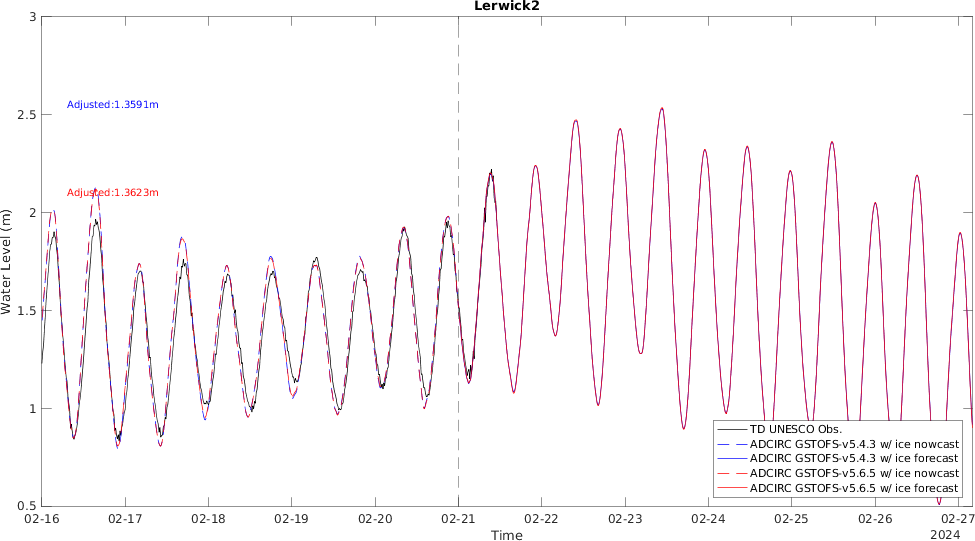 Lerwick2
3
2.5
2
1.5
1
0.5
Water Level (m)
Adjusted:1.3591m
Adjusted:1.3623m
TD UNESCO Obs.
ADCIRC GSTOFS-v5.4.3 w/ ice nowcast
ADCIRC GSTOFS-v5.4.3 w/ ice forecast
ADCIRC GSTOFS-v5.6.5 w/ ice nowcast
ADCIRC GSTOFS-v5.6.5 w/ ice forecast
02-16 02-17 02-18 02-19 02-20 02-21 02-22 02-23 02-24 02-25 02-26 02-27
Time
2024